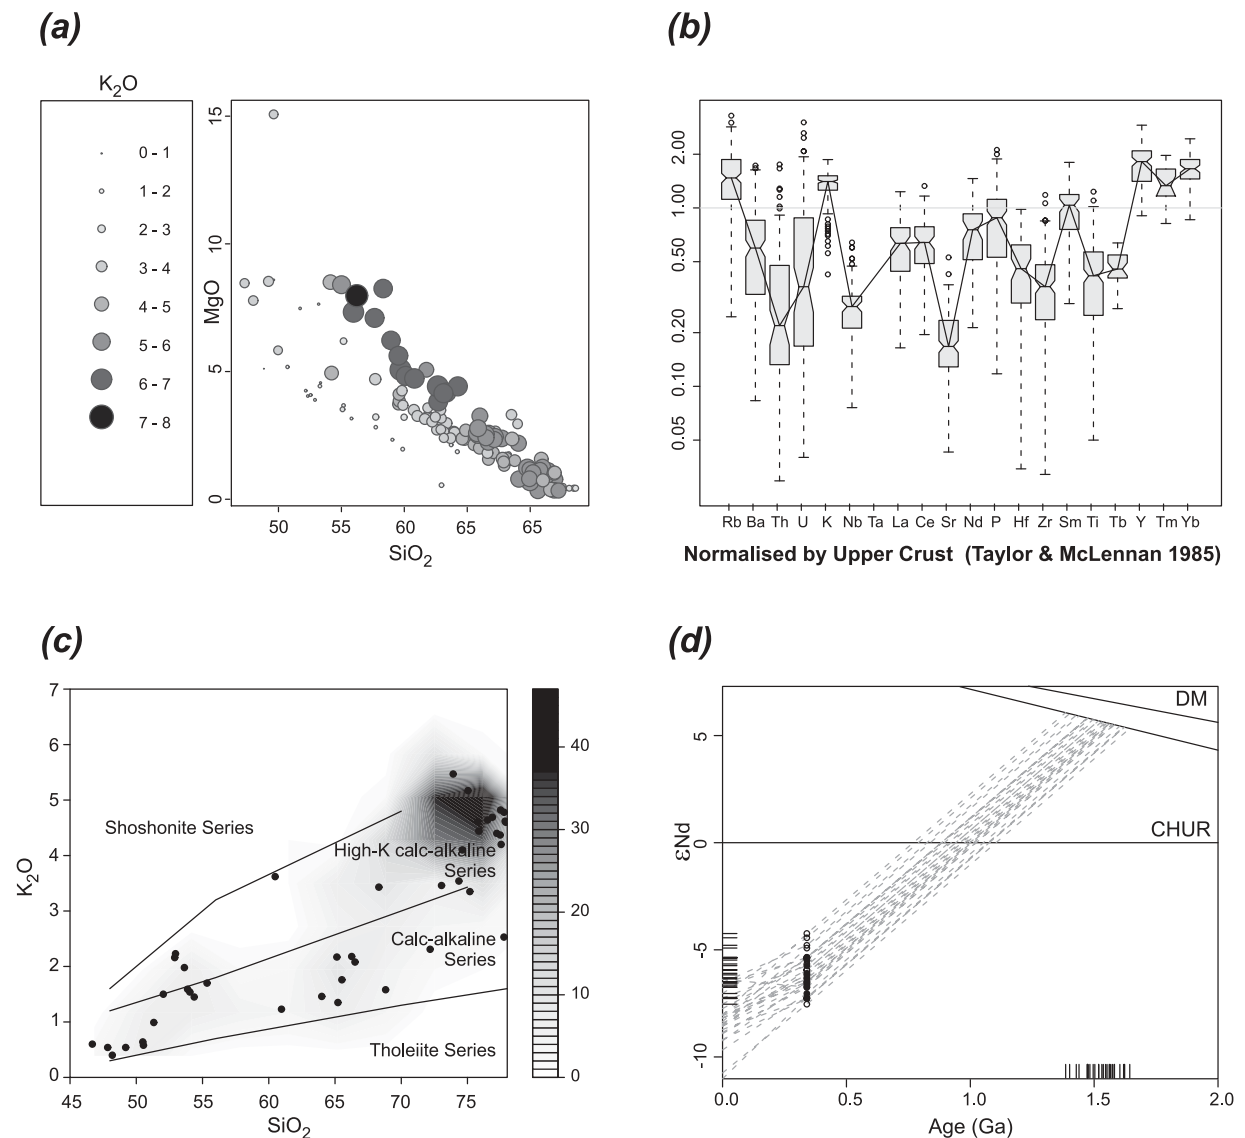 (a)
K2O
0 - 1
1 - 2
2 - 3
3 - 4
4 - 5
5 - 6
6 - 7
7 - 8
MgO
15
10
5
0
50 55 60 65 65
SiO2
(b)
2.00
1.00
0.50
0.20
0.10
0.05
Rb Ba Th U K Nb Ta La Ce Sr Nd P Hf Zr Sm Ti Tb Y Tm Yb
Normalised by Upper Crust (Taylor & McLennan 1985)
(c)
K2O
7
6
5
4
3
2
1
0
Shoshonite Series
High-K calc-alkaline
Series
Calc-alkaline
Series
Tholeiite Series
45 50 55 60 65 70 75
SiO2
40
30
20
10
0
(d)
εNd
5
0
-5
-10
DM
CHUR
0.0 0.5 1.0 1.5 2.0
Age (Ga)